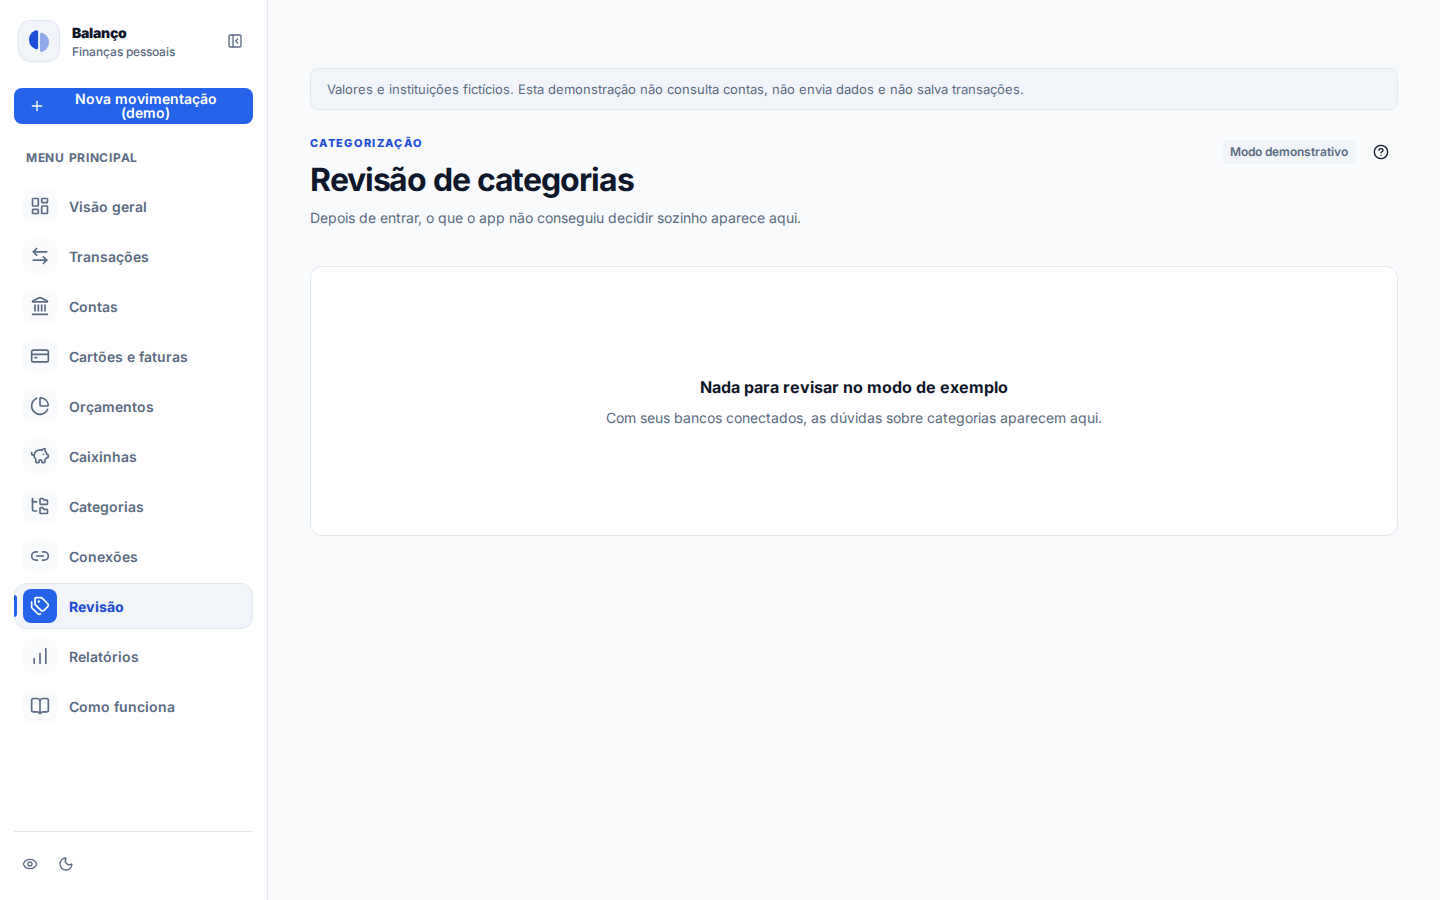 Balanço
Finanças pessoais
Nova movimentação
(demo)
MENU PRINCIPAL
Visão geral
Transações
Contas
Cartões e faturas
Orçamentos
Caixinhas
Categorias
Conexões
Revisão
Relatórios
Como funciona
Valores e instituições fictícios. Esta demonstração não consulta contas, não envia dados e não salva transações.
CATEGORIZAÇÃO
Revisão de categorias
Depois de entrar, o que o app não conseguiu decidir sozinho aparece aqui.
Modo demonstrativo
Nada para revisar no modo de exemplo
Com seus bancos conectados, as dúvidas sobre categorias aparecem aqui.